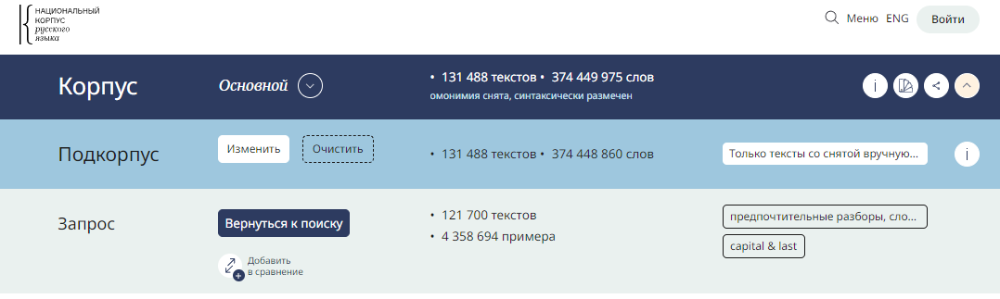 НАЦИОНАЛЬНЫЙ
КОРПУС
русского
языка
Меню ENG Войти
Корпус Основной • 131 488 текстов • 374 449 975 слов
омонимия снята, синтаксически размечен
i
Подкорпус Изменить Очистить • 131 488 текстов • 374 448 860 слов Только тексты со снятой вручную... i
Запрос Вернуться к поиску • 121 700 текстов
• 4 358 694 примера
предпочтительные разборы, сло...
capital & last
Добавить
в сравнение